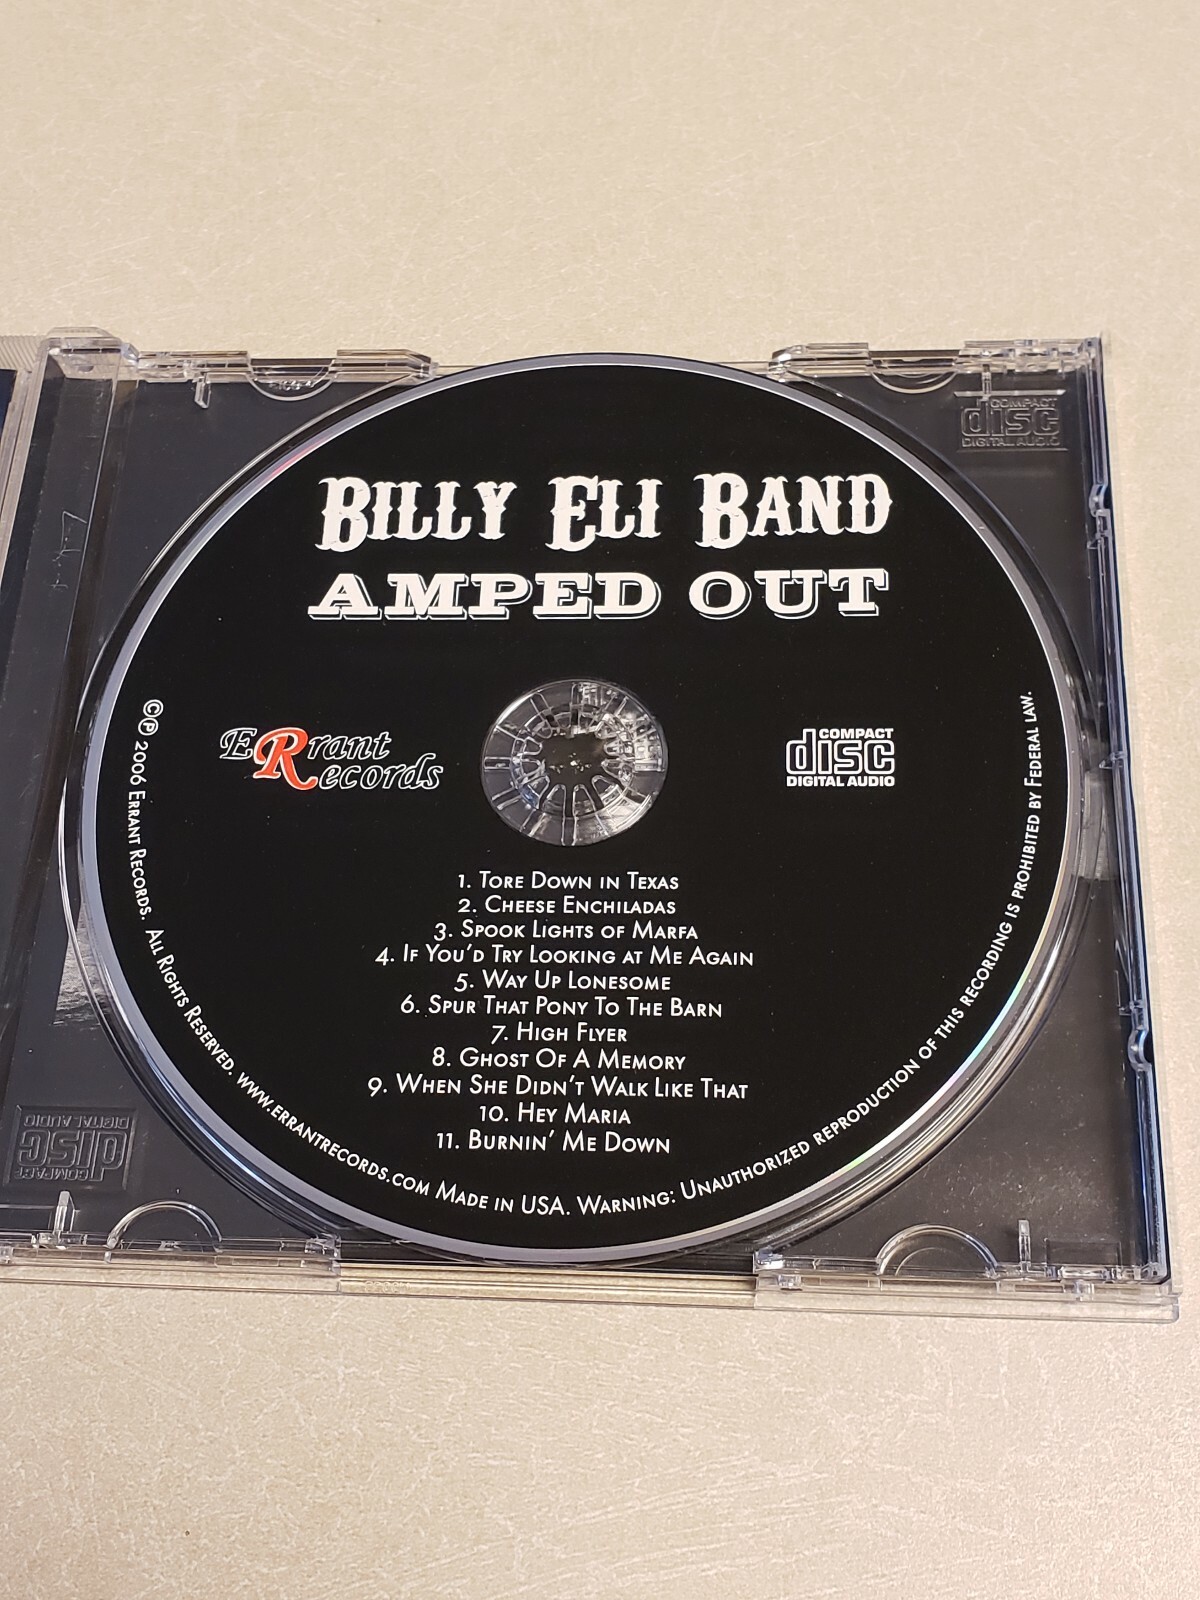 COMPACT
disc
DIGITAL AUDIO
BILLY ELI BAND
AMPED OUT
ERrant
Records
COMPACT
disc
DIGITAL AUDIO
1. TORE DOWN IN TEXAS
2. CHEESE ENCHILADAS
3. SPOOK LIGHTS OF MARFA
4. IF YOU'D TRY LOOKING AT ME AGAIN
5. WAY UP LONESOME
6. SPUR THAT PONY TO THE BARN
7. HIGH FLYER
8. GHOST OF A MEMORY
9. WHEN SHE DIDN'T WALK LIKE THAT
10. HEY MARIA
11. BURNIN' ME DOWN
©℗ 2006 ERRANT RECORDS. ALL RIGHTS RESERVED. WWW.ERRANTRECORDS.COM MADE IN USA. WARNING: UNAUTHORIZED REPRODUCTION OF THIS RECORDING IS PROHIBITED BY FEDERAL LAW.
COMPACT
disc
DIGITAL AUDIO